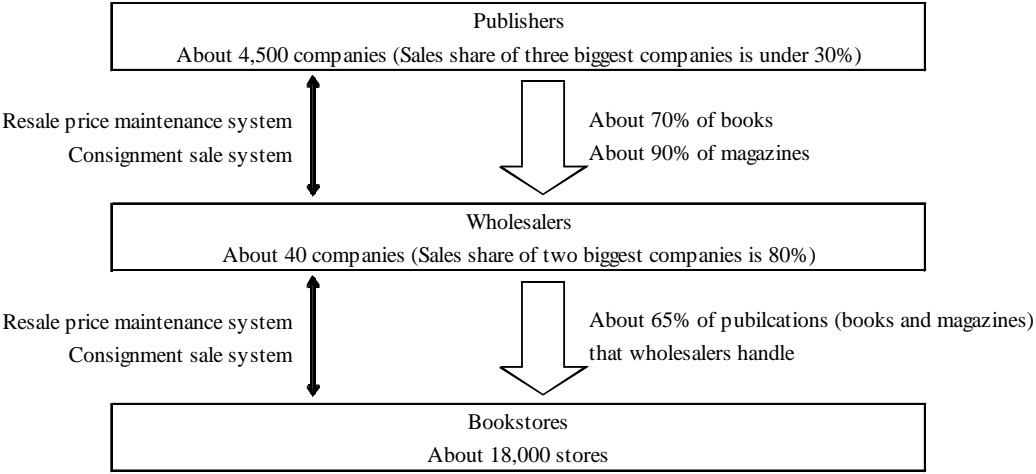 Publishers
About 4,500 companies (Sales share of three biggest companies is under 30%)
Resale price maintenance system
Consignment sale system
About 70% of books
About 90% of magazines
Wholesalers
About 40 companies (Sales share of two biggest companies is 80%)
Resale price maintenance system
Consignment sale system
About 65% of pubilcations (books and magazines)
that wholesalers handle
Bookstores
About 18,000 stores